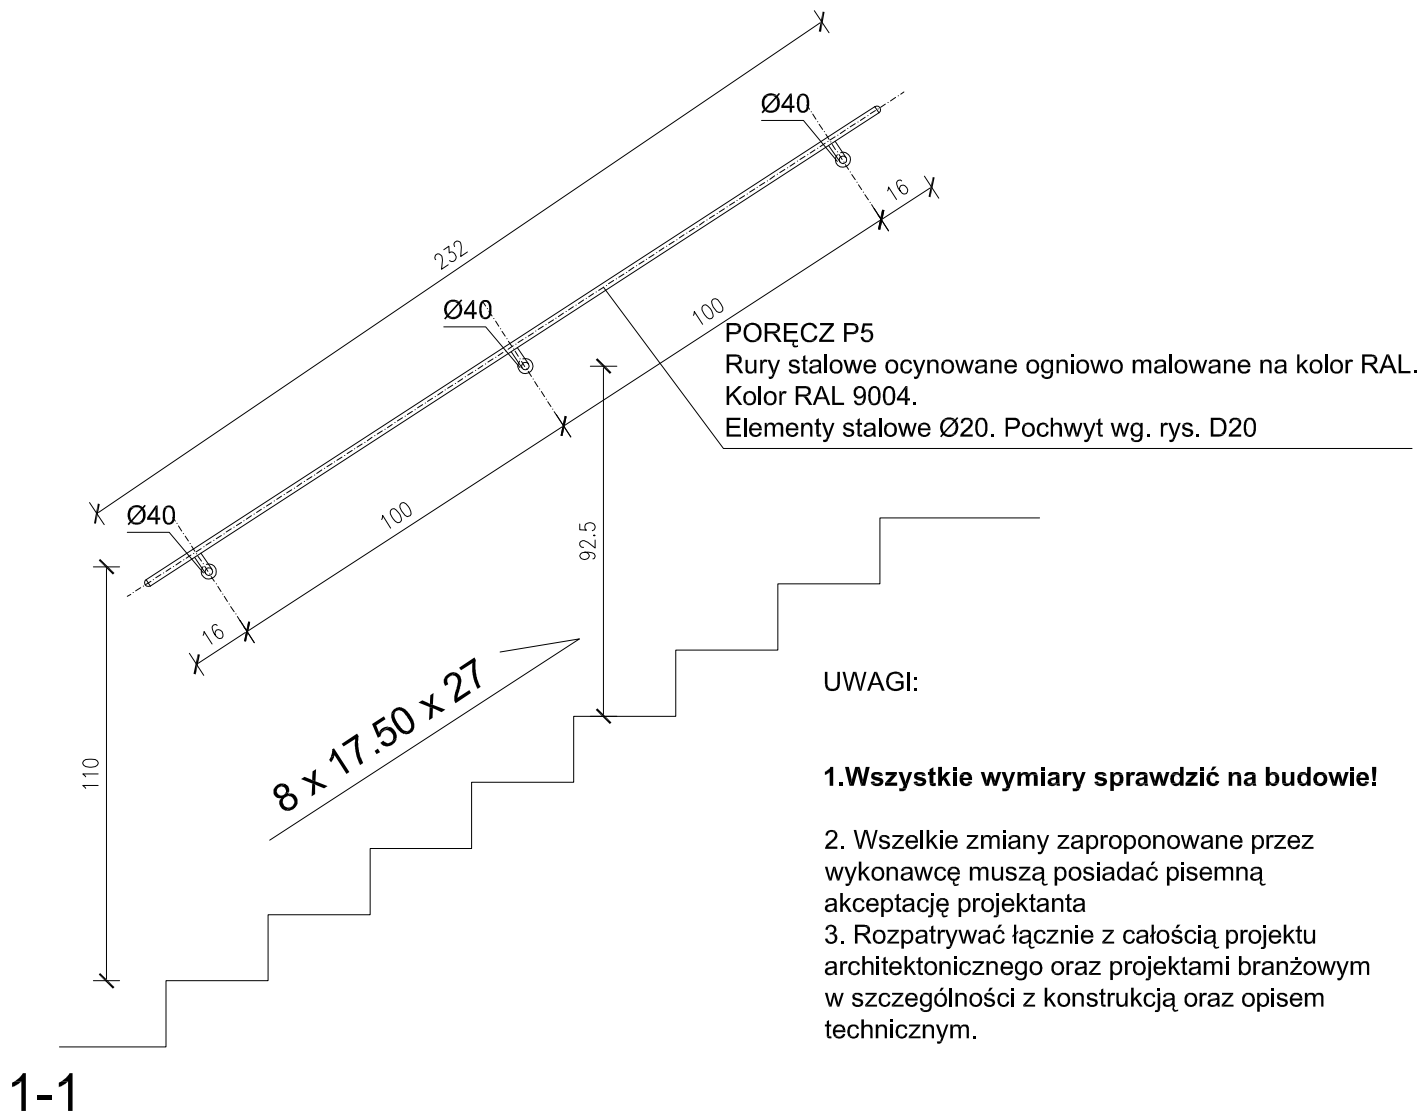 Ø40
16
232
Ø40
100
PORĘCZ P5
Rury stalowe ocynowane ogniowo malowane na kolor RAL.
Kolor RAL 9004.
Elementy stalowe Ø20. Pochwyt wg. rys. D20
Ø40
100
92.5
16
8 x 17.50 x 27
110
UWAGI:
1.Wszystkie wymiary sprawdzić na budowie!
2. Wszelkie zmiany zaproponowane przez
wykonawcę muszą posiadać pisemną
akceptację projektanta
3. Rozpatrywać łącznie z całością projektu
architektonicznego oraz projektami branżowym
w szczególności z konstrukcją oraz opisem
technicznym.
1-1